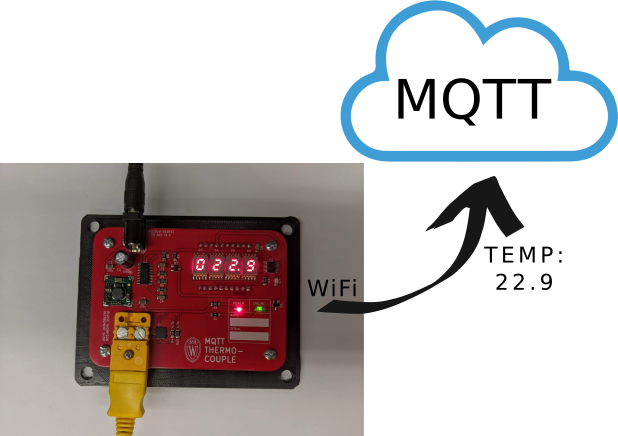 MQTT
TEMP:
22.9
WiFi
022.9
MQTT
THERMO-
COUPLE
W